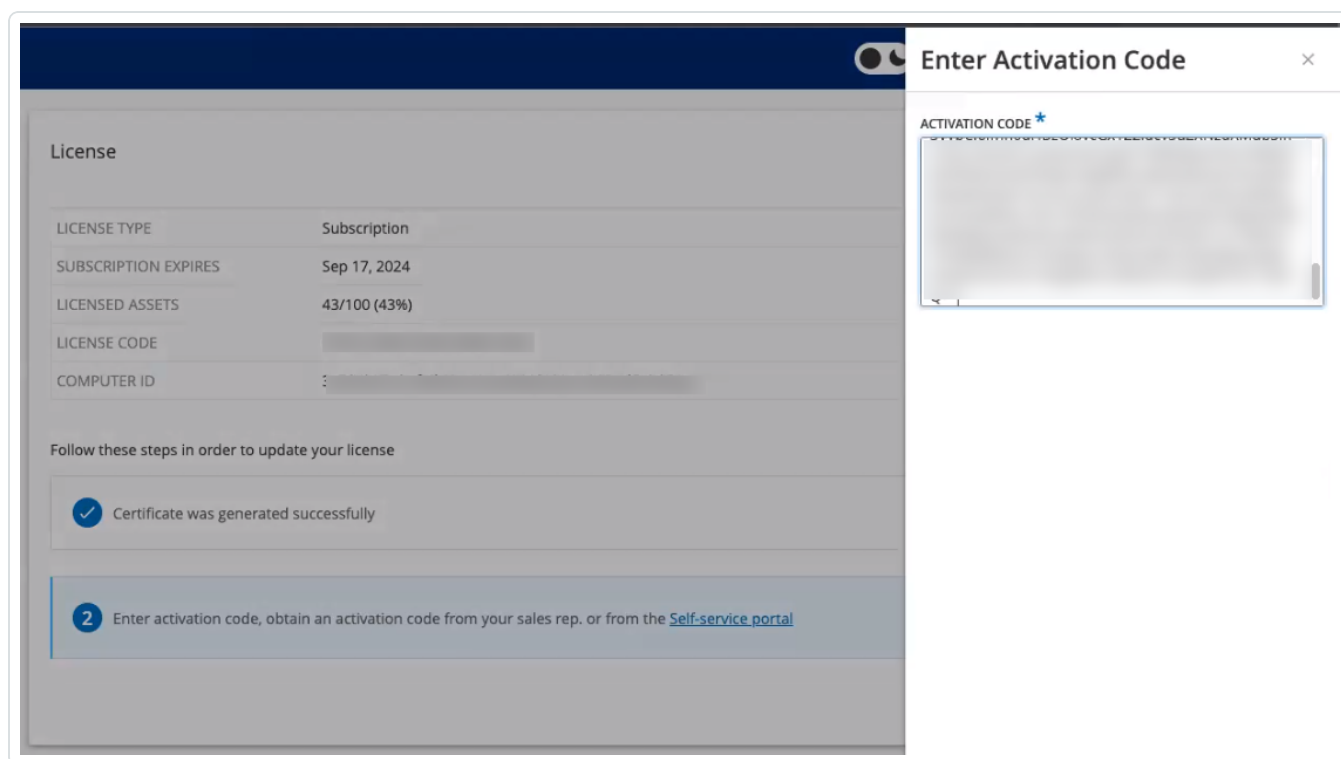 Enter Activation Code
ACTIVATION CODE *
License
LICENSE TYPE Subscription
SUBSCRIPTION EXPIRES Sep 17, 2024
LICENSED ASSETS 43/100 (43%)
LICENSE CODE
COMPUTER ID
Follow these steps in order to update your license
Certificate was generated successfully
2 Enter activation code, obtain an activation code from your sales rep. or from the Self-service portal